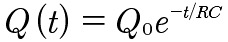 Q(t) = Q₀e^{-t/RC}